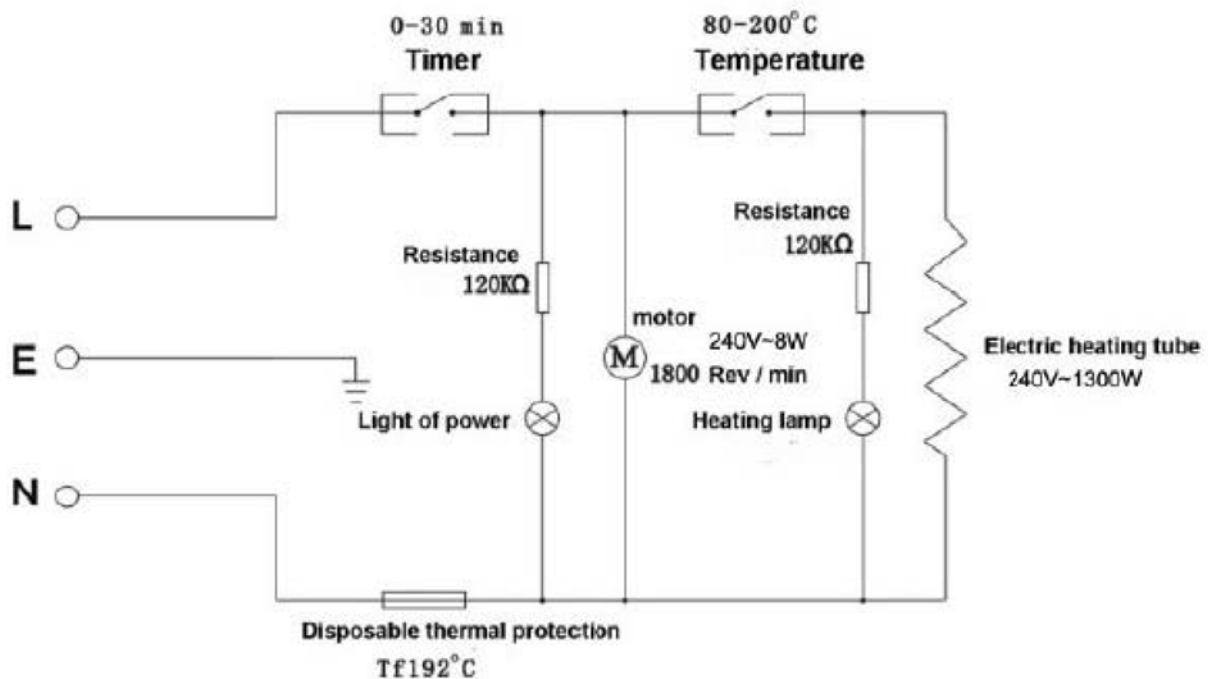 0-30 min
Timer
80-200°C
Temperature
L
Resistance
120KΩ
Resistance
120KΩ
motor
240V~8W
M
1800 Rev / min
E
Electric heating tube
240V~1300W
Light of power
Heating lamp
N
Disposable thermal protection
Tf192°C